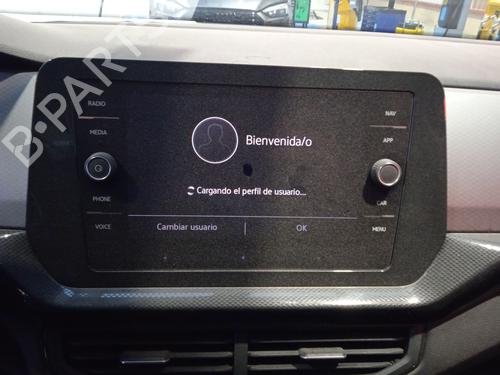 B-PARTS
RADIO
MEDIA
PHONE
VOICE
Bienvenida/o
Cargando el perfil de usuario...
Cambiar usuario
OK
NAV
APP
CAR
MENU